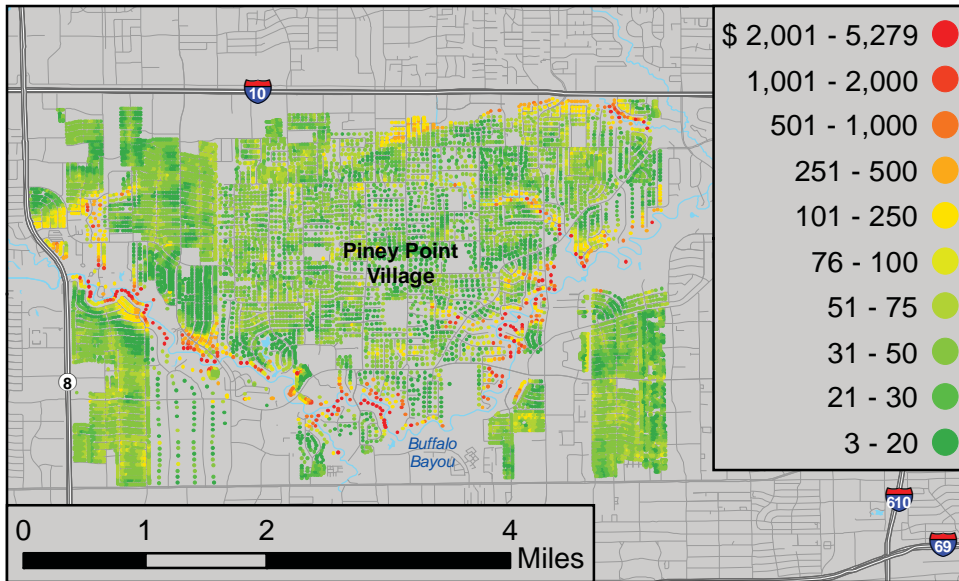 $ 2,001 - 5,279
1,001 - 2,000
501 - 1,000
251 - 500
101 - 250
76 - 100
51 - 75
31 - 50
21 - 30
3 - 20
10
Piney Point
Village
8
Buffalo
Bayou
610
69
0 1 2 4
Miles